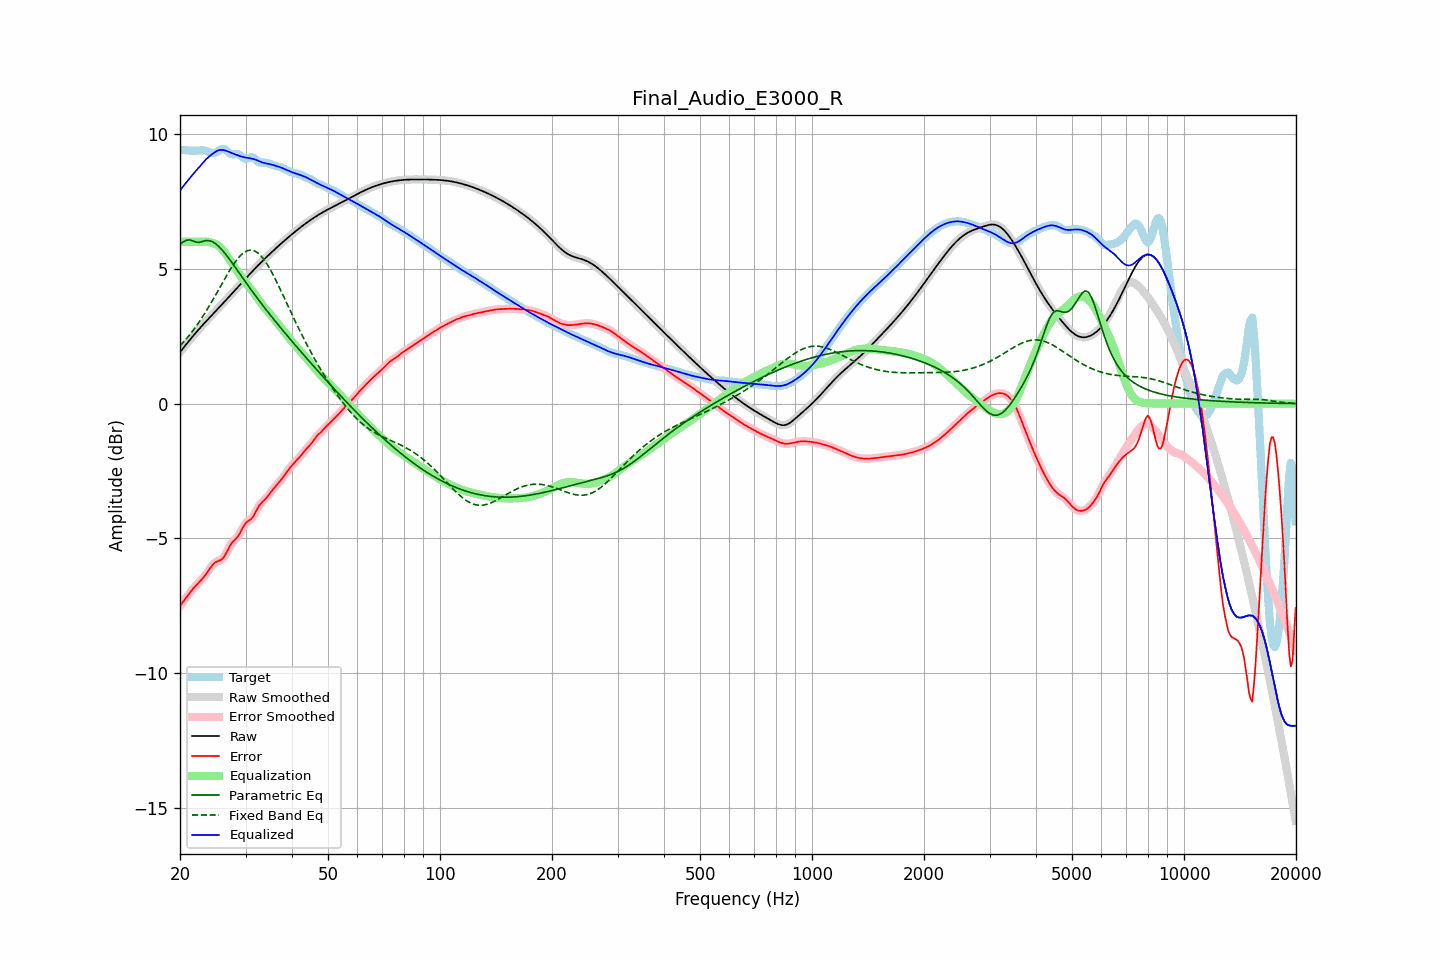 Final_Audio_E3000_R
Amplitude (dBr)
10
5
0
−5
−10
−15
Target
Raw Smoothed
Error Smoothed
Raw
Error
Equalization
Parametric Eq
Fixed Band Eq
Equalized
20 50 100 200 500 1000 2000 5000 10000 20000
Frequency (Hz)